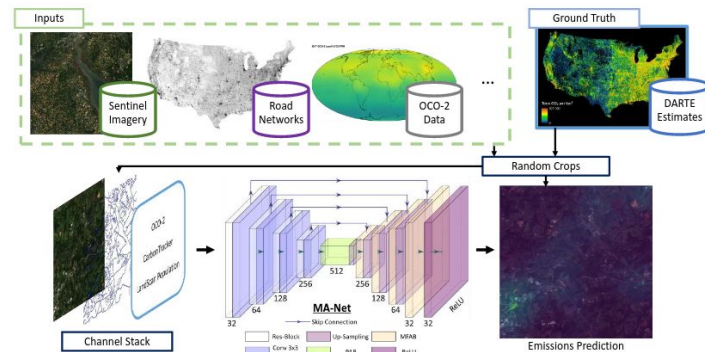 Inputs
Ground Truth
Sentinel
Imagery
Road
Networks
OCO-2
Data
...
DARTE
Estimates
Random Crops
OCO-2
CarbonTracker
LandScan Population
Channel Stack
32
64
128
256
512
256
128
64
32
32
ReLU
MA-Net
Skip Connection
Res-Block
Up-Sampling
MFAB
Conv 3x3
PAB
ReLU
Emissions Prediction